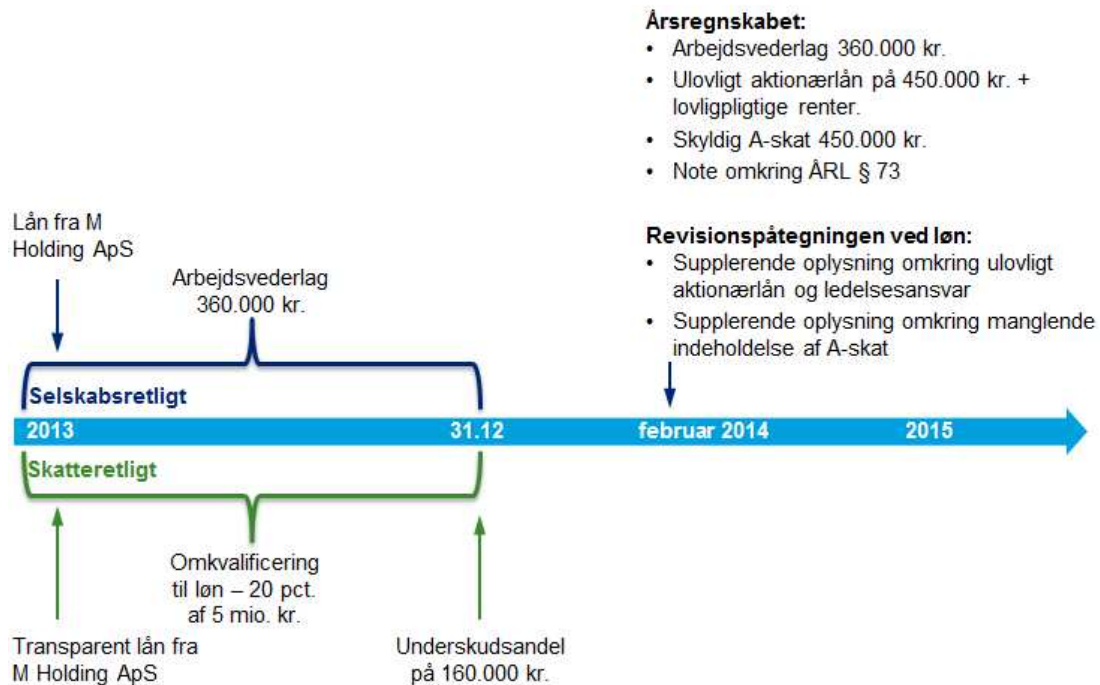 Årsregnskabet:
• Arbejdsvederlag 360.000 kr.
• Ulovligt aktionærlån på 450.000 kr. +
lovligpligtige renter.
• Skyldig A-skat 450.000 kr.
• Note omkring ÅRL § 73
Lån fra M
Holding ApS
Arbejdsvederlag
360.000 kr.
Revisionspåtegningen ved løn:
• Supplerende oplysning omkring ulovligt
aktionærlån og ledelsesansvar
• Supplerende oplysning omkring manglende
indeholdelse af A-skat
Selskabsretligt
2013 31.12 februar 2014 2015
Skatteretligt
Omkvalificering
til løn – 20 pct.
af 5 mio. kr.
Transparent lån fra
M Holding ApS
Underskudsandel
på 160.000 kr.